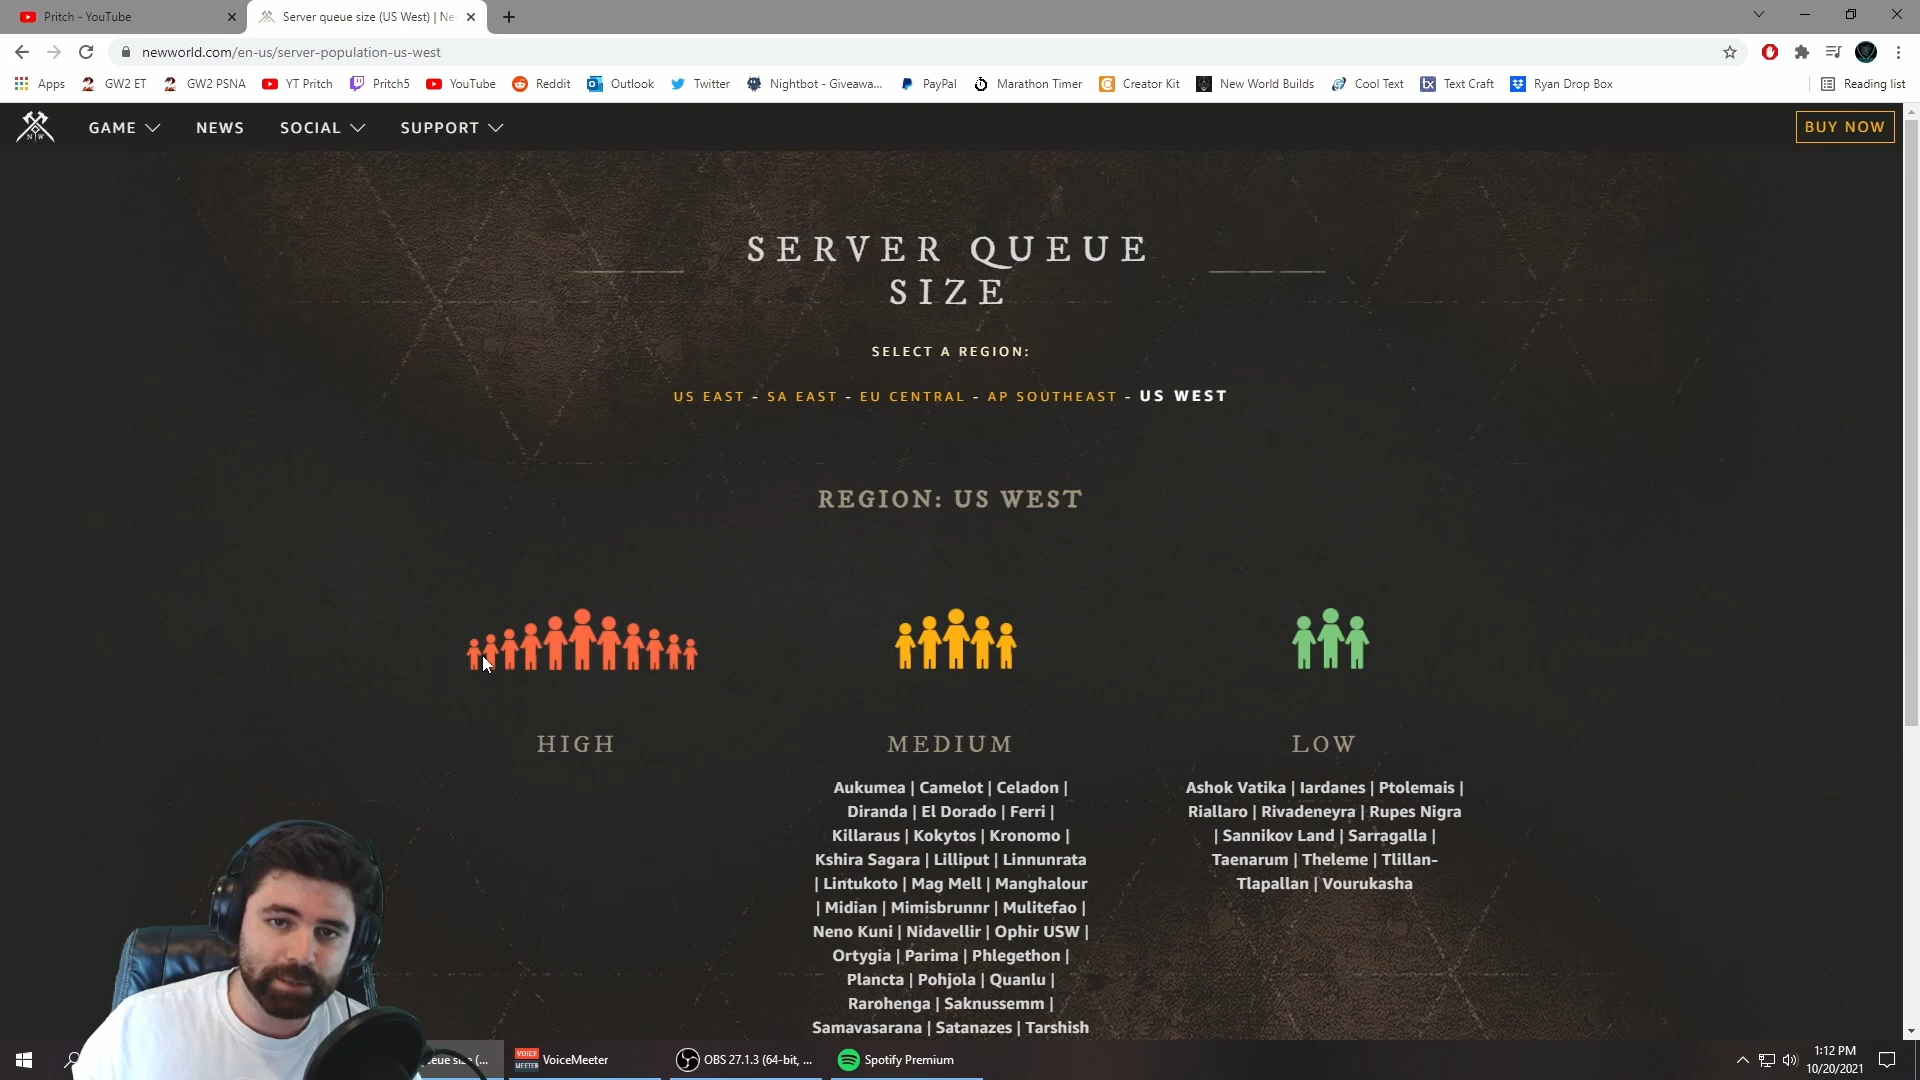 Pritch - YouTube
Server queue size (US West) | Ne
newworld.com/en-us/server-population-us-west
Apps GW2 ET GW2 PSNA YT Pritch Pritch5 YouTube Reddit Outlook Twitter Nightbot - Giveawa... PayPal Marathon Timer Creator Kit New World Builds Cool Text Text Craft Ryan Drop Box Reading list
GAME NEWS SOCIAL SUPPORT BUY NOW
SERVER QUEUE
SIZE
SELECT A REGION:
US EAST - SA EAST - EU CENTRAL - AP SOUTHEAST - US WEST
REGION: US WEST
HIGH
MEDIUM
Aukumea | Camelot | Celadon |
Diranda | El Dorado | Ferri |
Killaraus | Kokytos | Kronomo |
Kshira Sagara | Lilliput | Linnunrata
| Lintukoto | Mag Mell | Manghalour
| Midian | Mimisbrunnr | Mulitefao |
Neno Kuni | Nidavellir | Ophir USW |
Ortygia | Parima | Phlegethon |
Plancta | Pohjola | Quanlu |
Rarohenga | Saknussemm |
Samavasarana | Satanazes | Tarshish
LOW
Ashok Vatika | Iardanes | Ptolemais |
Riallaro | Rivadeneyra | Rupes Nigra
| Sannikov Land | Sarragalla |
Taenarum | Theleme | Tlillan-
Tlapallan | Vourukasha
eue size (...
VOICE MEETER VoiceMeeter
OBS 27.1.3 (64-bit, ...
Spotify Premium
1:12 PM
10/20/2021